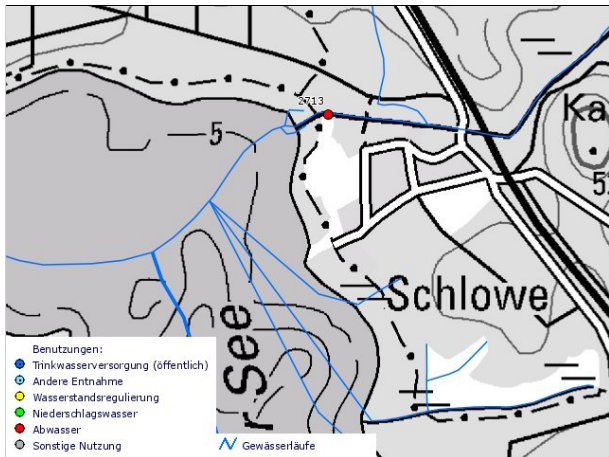 2713
Ka
5
5
Schlowe
r See
Benutzungen:
Trinkwasserversorgung (öffentlich)
Andere Entnahme
Wasserstandsregulierung
Niederschlagswasser
Abwasser
Sonstige Nutzung
Gewässerläufe